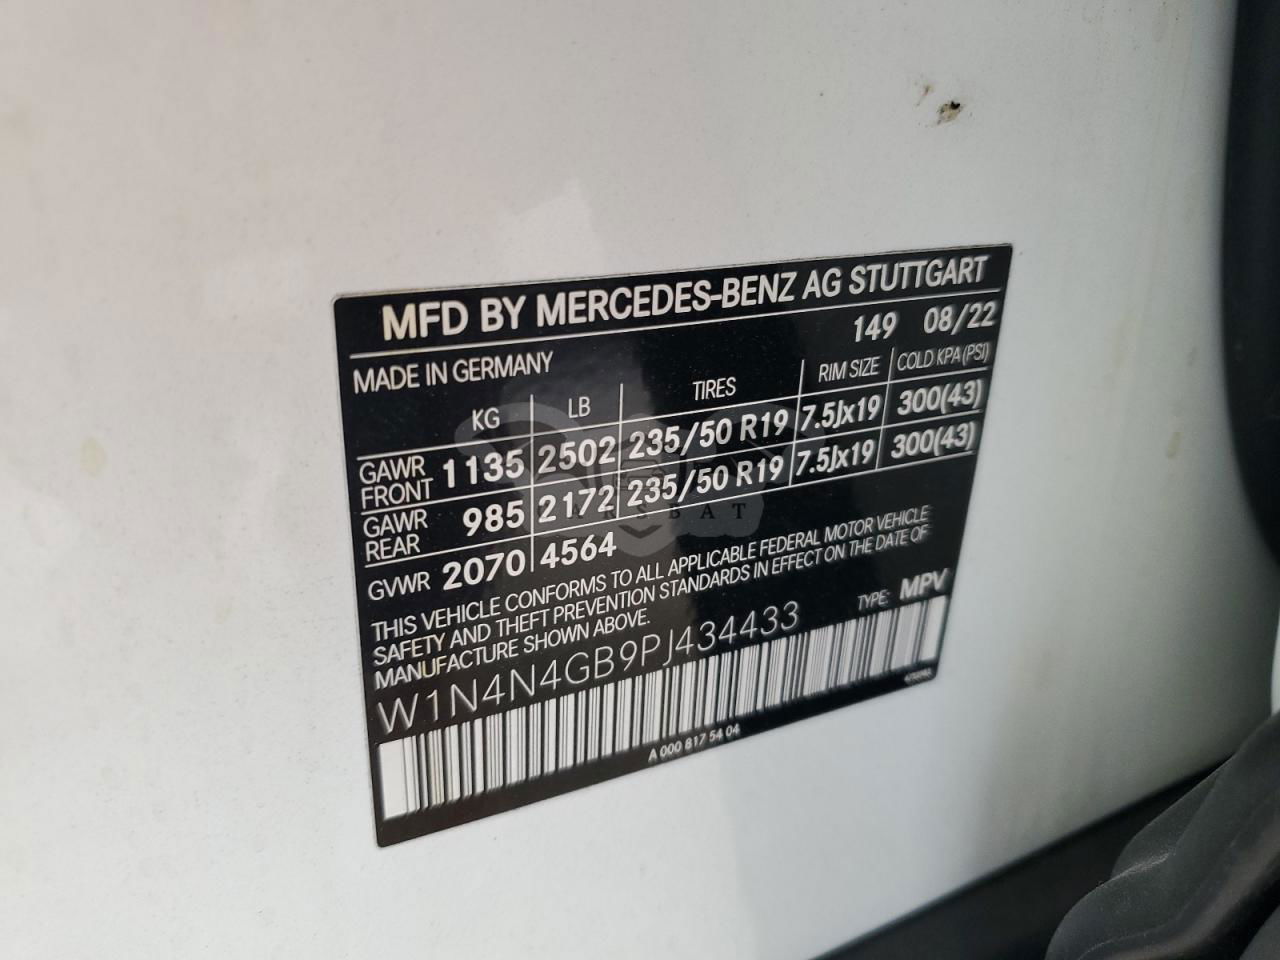 MFD BY MERCEDES-BENZ AG STUTTGART
149 08/22
MADE IN GERMANY
KG LB TIRES RIM SIZE COLD KPA (PSI)
GAWR FRONT 1135 2502 235/50 R19 7.5Jx19 300(43)
GAWR REAR 985 2172 235/50 R19 7.5Jx19 300(43)
GVWR 2070 4564
CARSBAT
THIS VEHICLE CONFORMS TO ALL APPLICABLE FEDERAL MOTOR VEHICLE
SAFETY AND THEFT PREVENTION STANDARDS IN EFFECT ON THE DATE OF
MANUFACTURE SHOWN ABOVE.
TYPE: MPV
W1N4N4GB9PJ434433
A 000 817 54 04